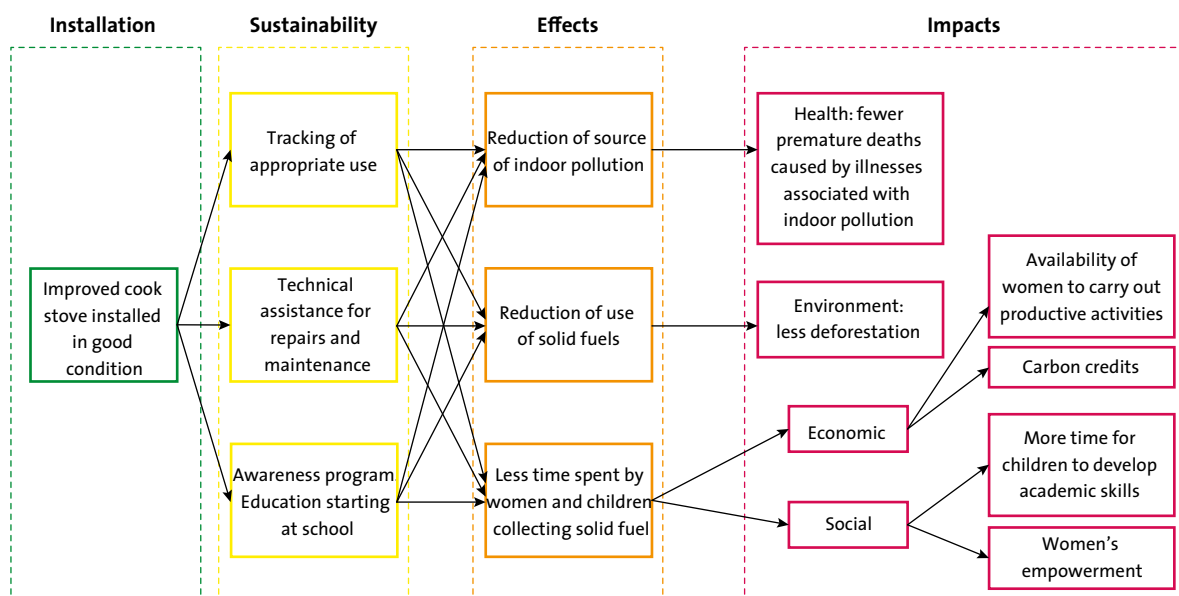 Installation
Sustainability
Effects
Impacts
Improved cook
stove installed
in good
condition
Tracking of
appropriate use
Technical
assistance for
repairs and
maintenance
Awareness program
Education starting
at school
Reduction of source
of indoor pollution
Reduction of use
of solid fuels
Less time spent by
women and children
collecting solid fuel
Health: fewer
premature deaths
caused by illnesses
associated with
indoor pollution
Environment:
less deforestation
Economic
Social
Availability of
women to carry out
productive activities
Carbon credits
More time for
children to develop
academic skills
Women’s
empowerment